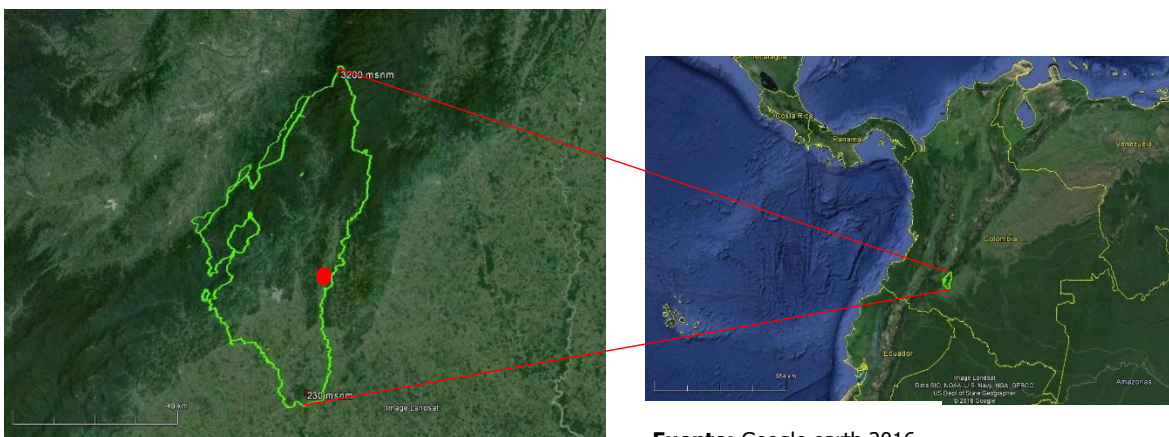 3200 msnm
230 msnm
49 km
Image Landsat
Nicaragua
Costa Rica
Panama
Venezuela
Colombia
Ecuador
Amazonas
Image Landsat
Data SIO, NOAA, U.S. Navy, NGA, GEBCO
US Dept of State Geographer
© 2016 Google
Fuente: Google earth 2016